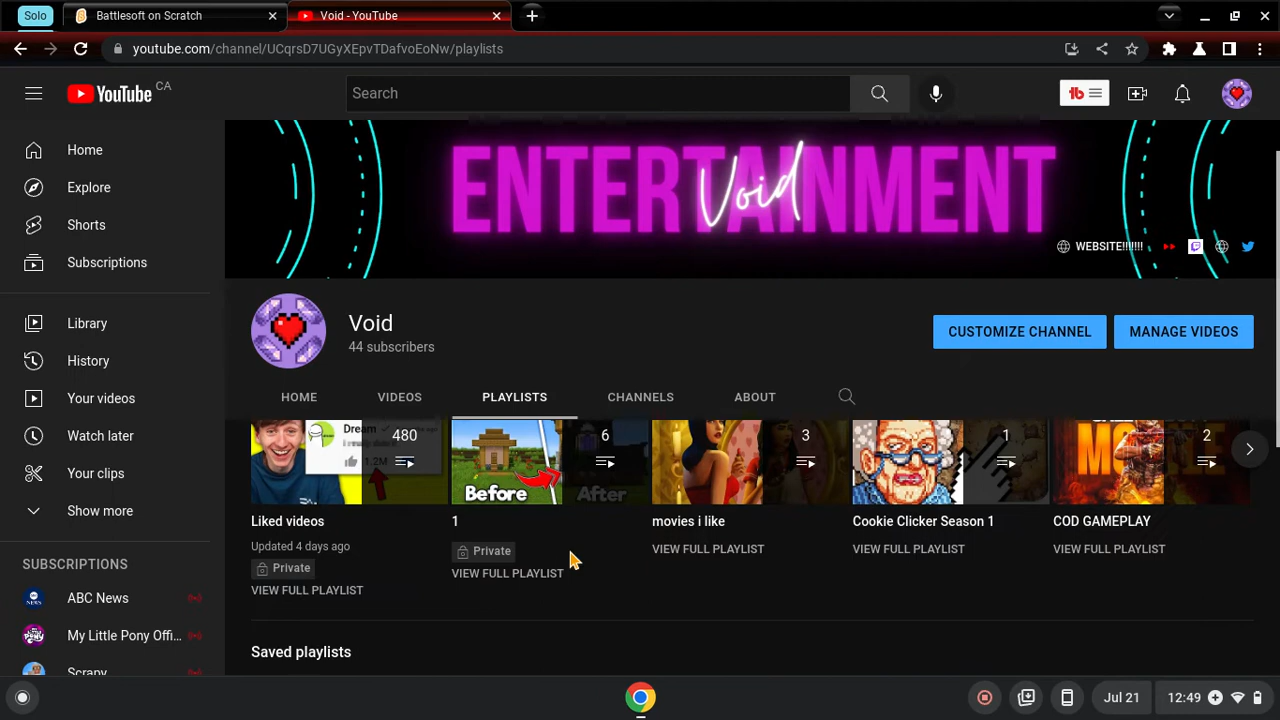 Solo Battlesoft on Scratch Void - YouTube
youtube.com/channel/UCqrsD7UGyXEpvTDafvoEoNw/playlists
YouTube CA Search
Home
Explore
Shorts
Subscriptions
Library
History
Your videos
Watch later
Your clips
Show more
SUBSCRIPTIONS
ABC News
My Little Pony Offi...
Scrapy
ENTERTAINMENT
Void
WEBSITE!!!!!!!
Void
44 subscribers
CUSTOMIZE CHANNEL MANAGE VIDEOS
HOME VIDEOS PLAYLISTS CHANNELS ABOUT
Dream 480 6 3 1 2
1.2M
Before After
Liked videos 1 movies i like Cookie Clicker Season 1 COD GAMEPLAY
Updated 4 days ago Private VIEW FULL PLAYLIST VIEW FULL PLAYLIST VIEW FULL PLAYLIST
Private VIEW FULL PLAYLIST
VIEW FULL PLAYLIST
Saved playlists
Jul 21 12:49